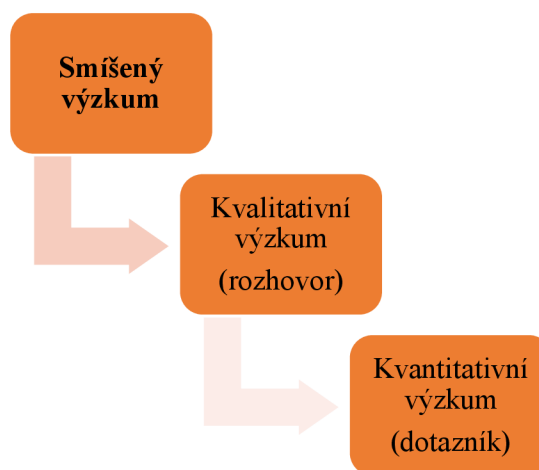 Smíšený
výzkum
Kvalitativní
výzkum
(rozhovor)
Kvantitativní
výzkum
(dotazník)